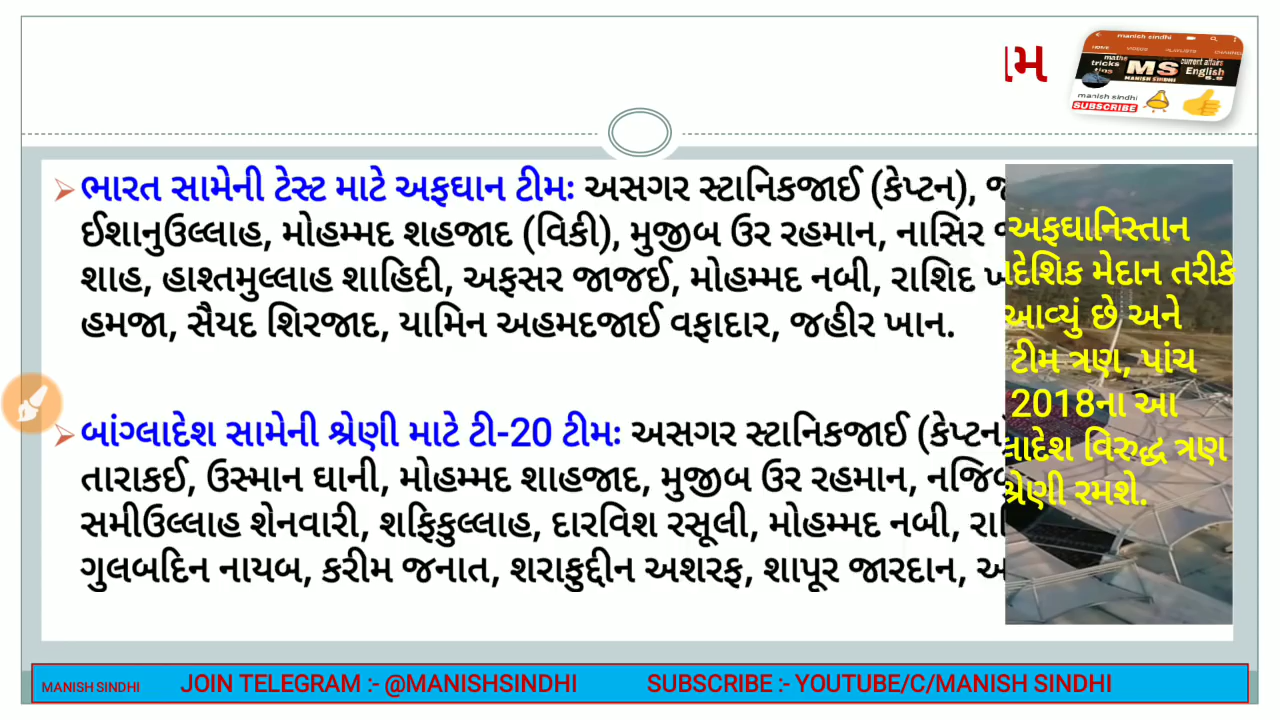 manish sindhi
HOME VIDEOS PLAYLISTS
maths tricks tips
MS
MANISH SINDHI
current affairs
English
manish sindhi
SUBSCRIBE
ભારત સામેની ટેસ્ટ માટે અફઘાન ટીમઃ અસગર સ્ટાનિકજાઈ (કેપ્ટન),
ઈશાનુઉલ્લાહ, મોહમ્મદ શહજાદ (વિકી), મુજીબ ઉર રહમાન, નાસિર
શાહ, હાશ્તમુલ્લાહ શાહિદી, અફસર જાજઈ, મોહમ્મદ નબી, રાશિદ
હમજા, સૈયદ શિરજાદ, યામિન અહમદજાઈ વફાદાર, જહીર ખાન.
બાંગ્લાદેશ સામેની શ્રેણી માટે ટી-20 ટીમઃ અસગર સ્ટાનિકજાઈ (કેપ્ટન
તારાકઈ, ઉસ્માન ઘાની, મોહમ્મદ શાહજાદ, મુજીબ ઉર રહમાન,
સમીઉલ્લાહ શેનવારી, શફિકુલ્લાહ, દારવિશ રસૂલી, મોહમ્મદ નબી,
ગુલબદિન નાયબ, કરીમ જનાત, શરાફુદ્દીન અશરફ, શાપૂર જારદાન,
અફઘાનિસ્તાન
મેદાન તરીકે
આવ્યું છે અને
ટીમ ત્રણ, પાંચ
2018ના આ
વિરુદ્ધ ત્રણ
શ્રેણી રમશે.
MANISH SINDHI JOIN TELEGRAM :- @MANISHSINDHI SUBSCRIBE :- YOUTUBE/C/MANISH SINDHI